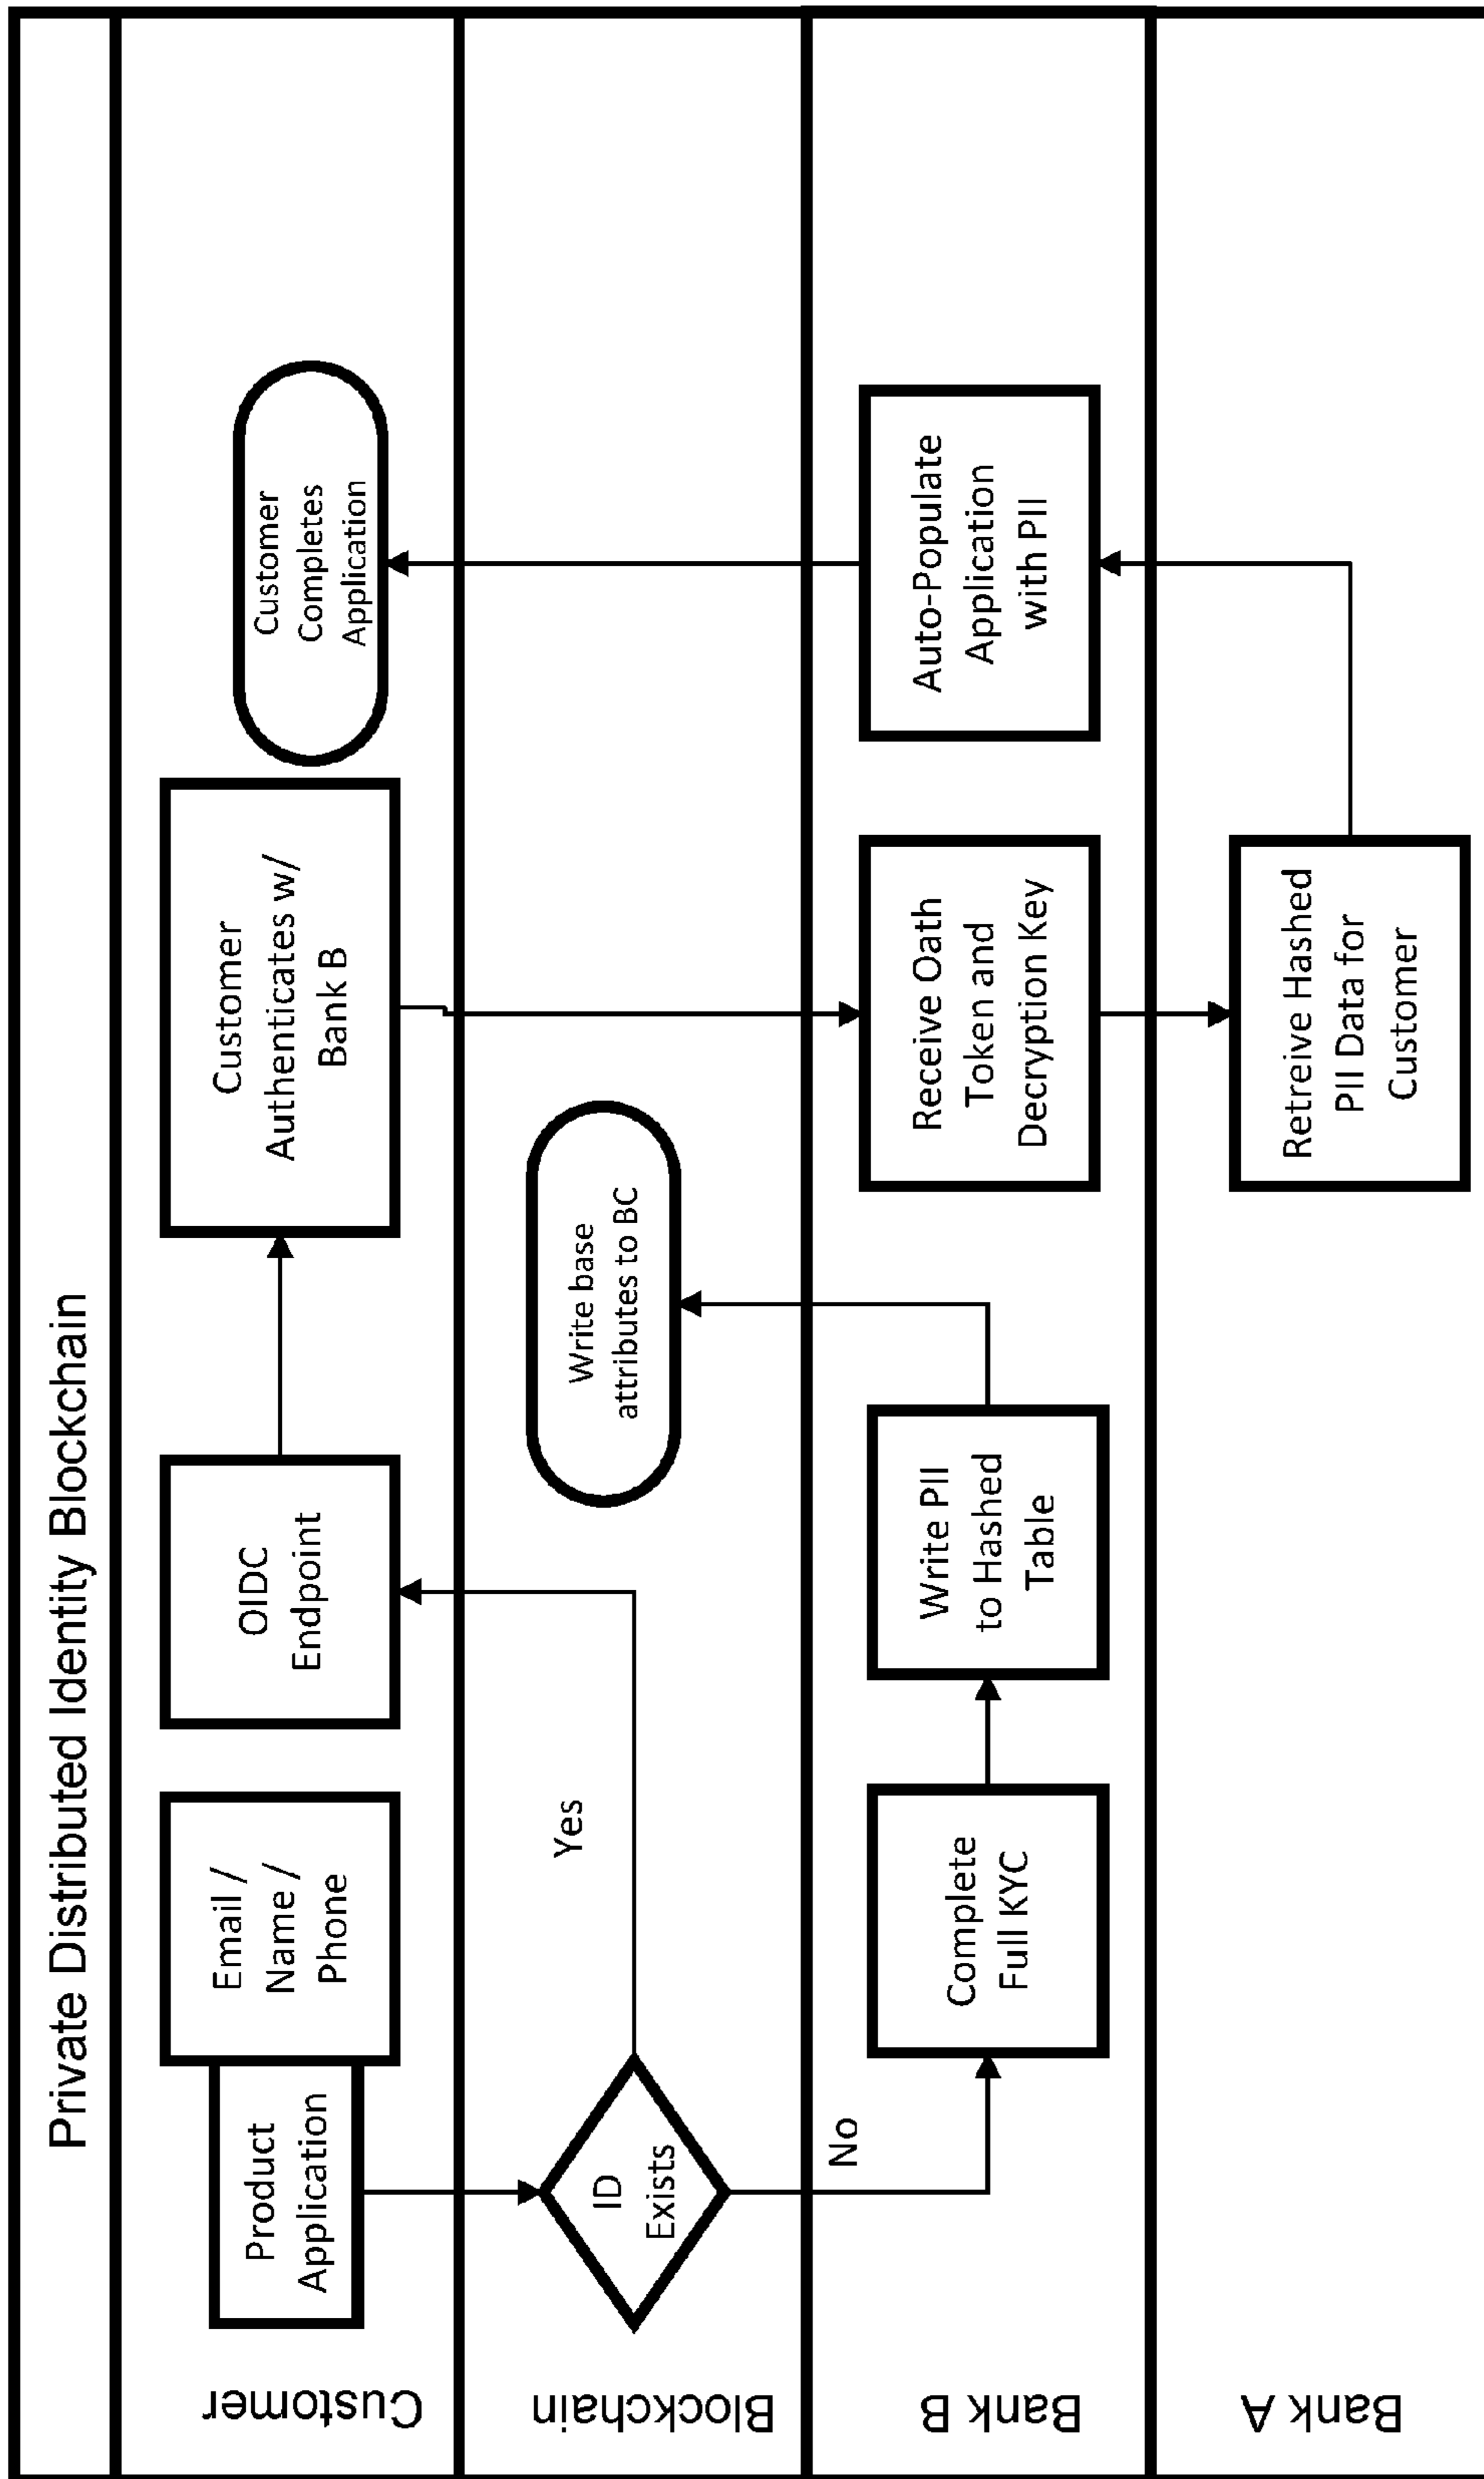 Private Distributed Identity Blockchain
Customer
Product
Application
Email /
Name /
Phone
OIDC
Endpoint
Customer
Authenticates w/
Bank B
Customer
Completes
Application
Blockchain
ID
Exists
Yes
Write base
attributes to BC
Bank B
No
Complete
Full KYC
Write PII
to Hashed
Table
Receive Oath
Token and
Decryption Key
Auto-Populate
Application
with PII
Bank A
Retreive Hashed
PII Data for
Customer